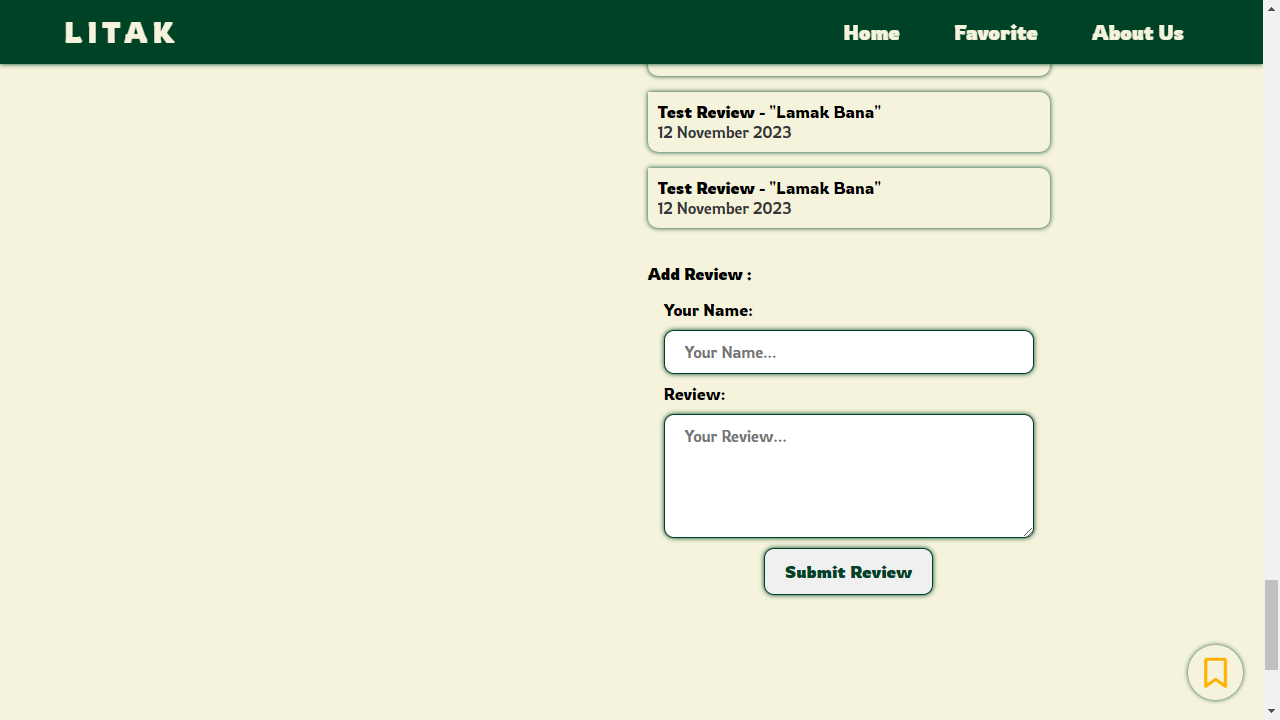 LITAK
Home Favorite About Us
Test Review - "Lamak Bana"
12 November 2023
Test Review - "Lamak Bana"
12 November 2023
Add Review :
Your Name:
Your Name...
Review:
Your Review...
Submit Review